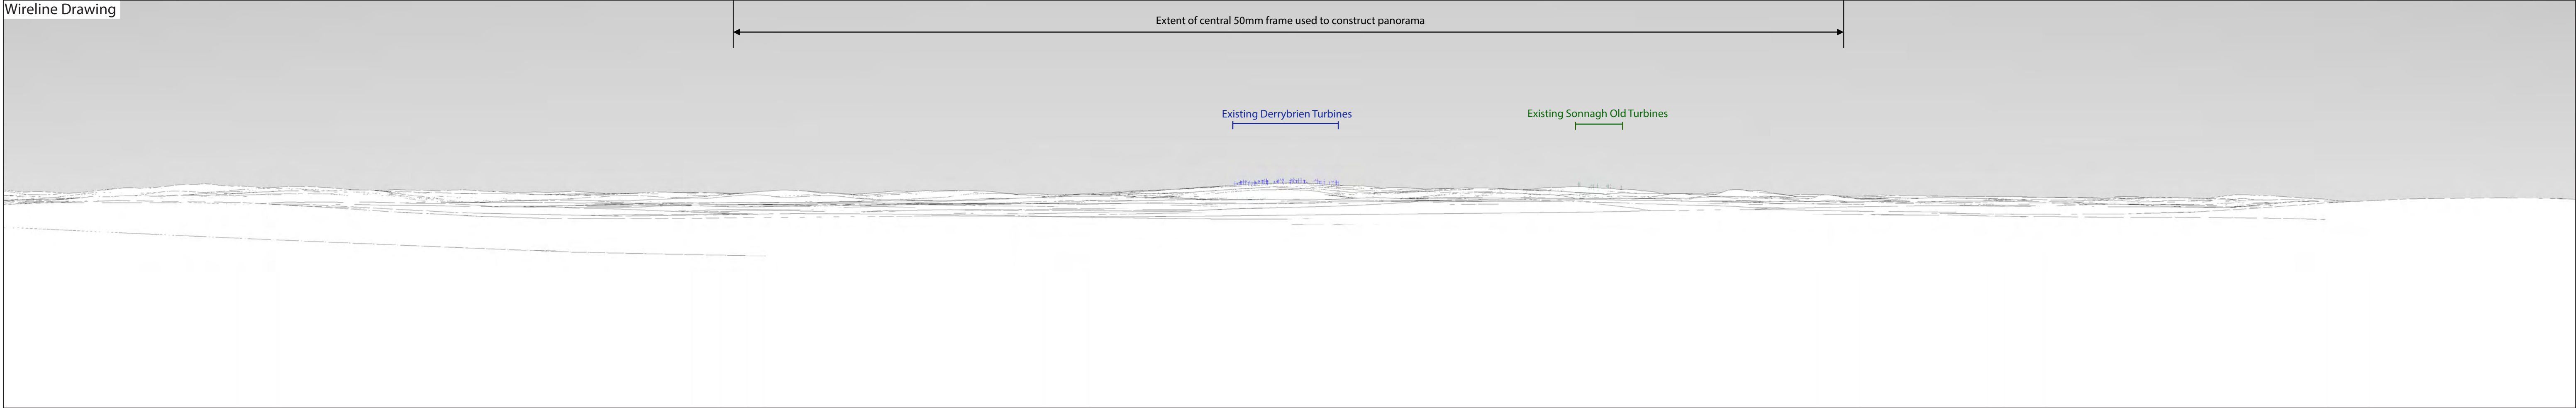 Wireline Drawing
Extent of central 50mm frame used to construct panorama
Existing Derrybrien Turbines
Existing Sonnagh Old Turbines